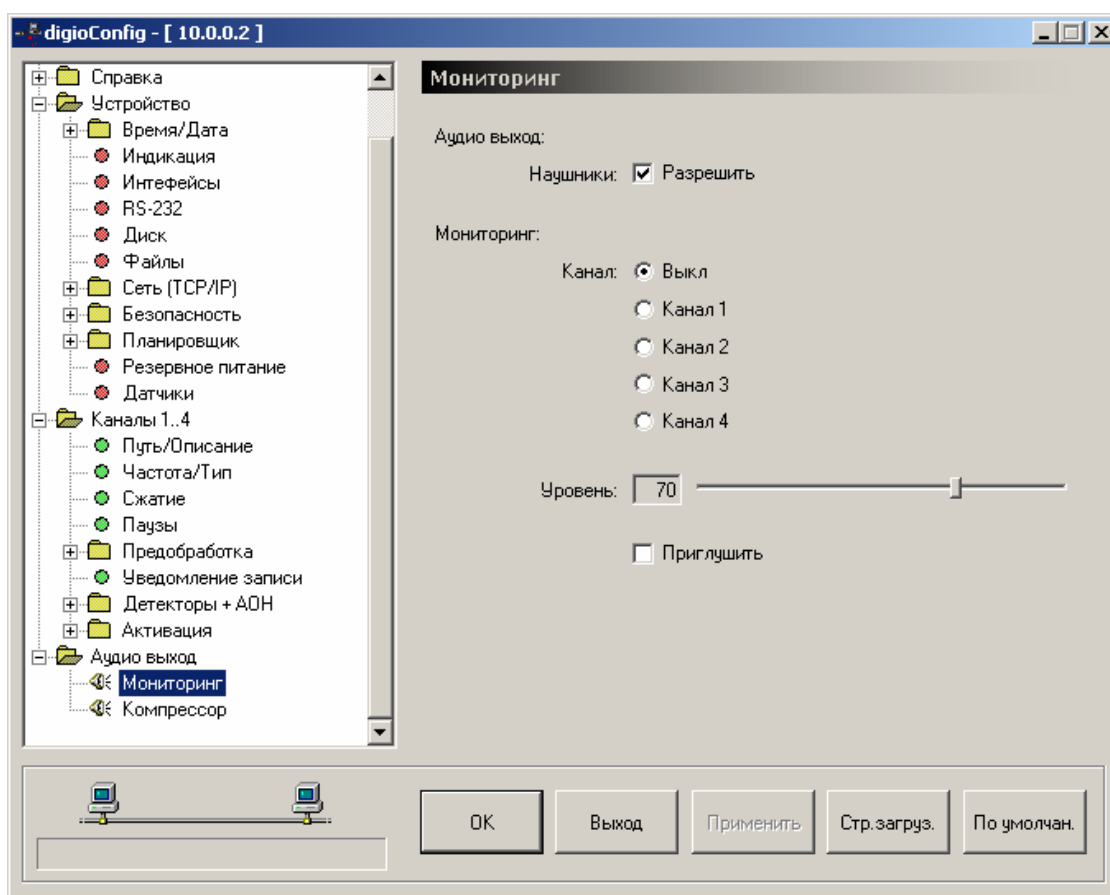 digioConfig - [ 10.0.0.2 ]
Справка
Устройство
Время/Дата
Индикация
Интефейсы
RS-232
Диск
Файлы
Сеть (TCP/IP)
Безопасность
Планировщик
Резервное питание
Датчики
Каналы 1..4
Путь/Описание
Частота/Тип
Сжатие
Паузы
Предобработка
Уведомление записи
Детекторы + АОН
Активация
Аудио выход
Мониторинг
Компрессор
Мониторинг
Аудио выход:
Наушники: Разрешить
Мониторинг:
Канал: Выкл
Канал 1
Канал 2
Канал 3
Канал 4
Уровень: 70
Приглушить
OK Выход Применить Стр.загруз. По умолчан.